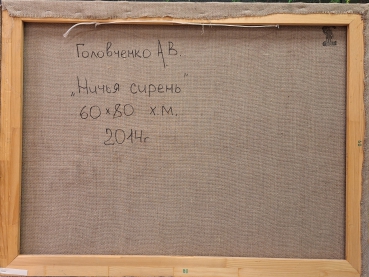 Головченко А В.
„Ничья сирень"
60×80 х.м.
2014г